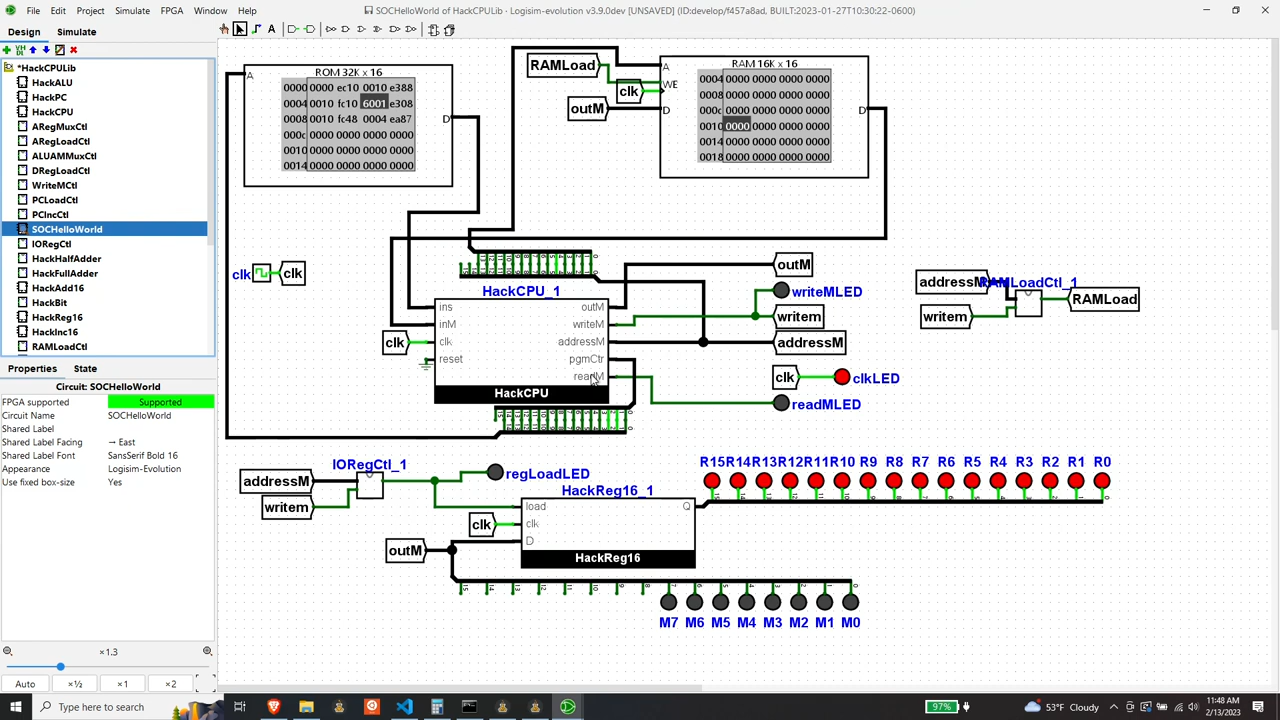 SOCHelloWorld of HackCPULib - Logisim-evolution v3.9.0dev [UNSAVED] (ID:develop/f457a8ad, BUILT:2023-01-27T10:30:22-0600)
File Edit Project Simulate FPGA Window Help
Design Simulate
*HackCPULib
HackALU
HackPC
HackCPU
ARegMuxCtl
ARegLoadCtl
ALUAMMuxCtl
DRegLoadCtl
WriteMCtl
PCLoadCtl
PCIncCtl
SOCHelloWorld
IORegCtl
HackHalfAdder
HackFullAdder
HackAdd16
HackBit
HackReg16
HackInc16
RAMLoadCtl
Properties State
Circuit: SOCHelloWorld
FPGA supported Supported
Circuit Name SOCHelloWorld
Shared Label
Shared Label Facing → East
Shared Label Font SansSerif Bold 16
Appearance Logisim-Evolution
Use fixed box-size Yes
×1.3
Auto ×½ ×1 ×2
A
ROM 32K x 16
0000 0000 ec10 0010 e388
0004 0010 fc10 6001 e308
0008 0010 fc48 0004 ea87
000c 0000 0000 0000 0000
0010 0000 0000 0000 0000
0014 0000 0000 0000 0000
D
RAMLoad
clk
outM
RAM 16K x 16
A
WE
D
0004 0000 0000 0000 0000
0008 0000 0000 0000 0000
000c 0000 0000 0000 0000
0010 0000 0000 0000 0000
0014 0000 0000 0000 0000
0018 0000 0000 0000 0000
D
clk clk
HackCPU_1
ins outM
inM writeM
clk clk addressM
reset pgmCtr
readM
HackCPU
outM
writeMLED
writem
addressM
clk clkLED
readMLED
addressM RAMLoadCtl_1
writem RAMLoad
IORegCtl_1
addressM
writem
regLoadLED
HackReg16_1
load Q
clk clk
outM D
HackReg16
R15 R14 R13 R12 R11 R10 R9 R8 R7 R6 R5 R4 R3 R2 R1 R0
M7 M6 M5 M4 M3 M2 M1 M0
Type here to search
97%
53°F Cloudy
11:48 AM
2/13/2023